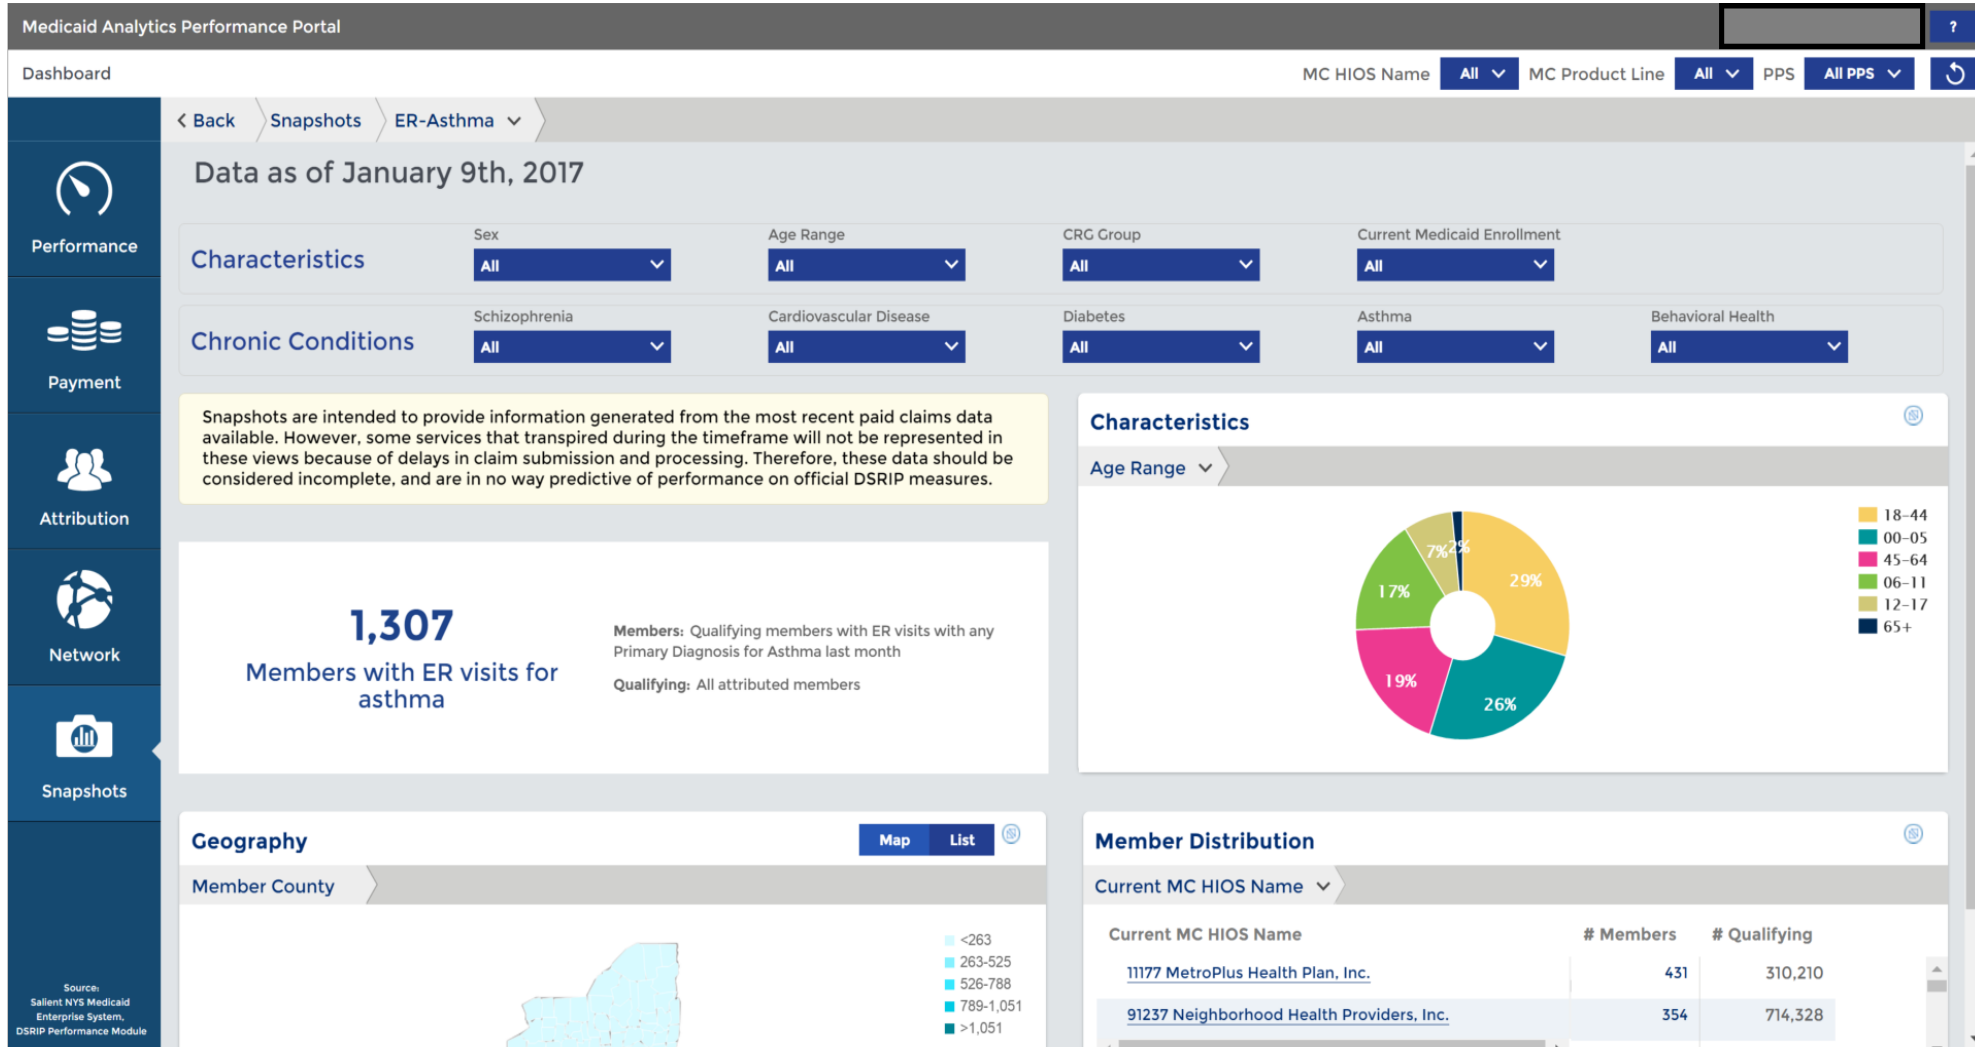 Medicaid Analytics Performance Portal
?
Dashboard
MC HIOS Name All MC Product Line All PPS All PPS
Back Snapshots ER-Asthma
Data as of January 9th, 2017
Performance
Payment
Attribution
Network
Snapshots
Source:
Salient NYS Medicaid
Enterprise System,
DSRIP Performance Module
Characteristics
Sex
All
Age Range
All
CRG Group
All
Current Medicaid Enrollment
All
Chronic Conditions
Schizophrenia
All
Cardiovascular Disease
All
Diabetes
All
Asthma
All
Behavioral Health
All
Snapshots are intended to provide information generated from the most recent paid claims data
available. However, some services that transpired during the timeframe will not be represented in
these views because of delays in claim submission and processing. Therefore, these data should be
considered incomplete, and are in no way predictive of performance on official DSRIP measures.
1,307
Members with ER visits for
asthma
Members: Qualifying members with ER visits with any
Primary Diagnosis for Asthma last month
Qualifying: All attributed members
Characteristics
Age Range
29%
26%
19%
17%
7%
2%
18-44
00-05
45-64
06-11
12-17
65+
Geography
Map List
Member County
<263
263-525
526-788
789-1,051
>1,051
Member Distribution
Current MC HIOS Name
Current MC HIOS Name # Members # Qualifying
11177 MetroPlus Health Plan, Inc. 431 310,210
91237 Neighborhood Health Providers, Inc. 354 714,328